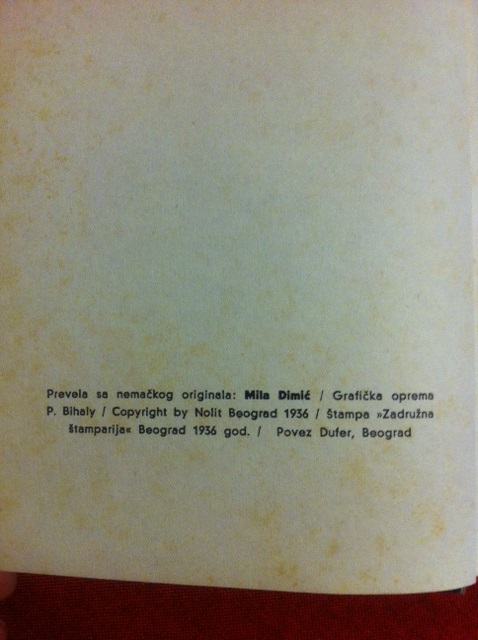 Prevela sa nemačkog originala: Mila Dimić / Grafička oprema
P. Bihaly / Copyright by Nolit Beograd 1936 / Štampa »Zadružna
štamparija« Beograd 1936 god. / Povez Dufer, Beograd